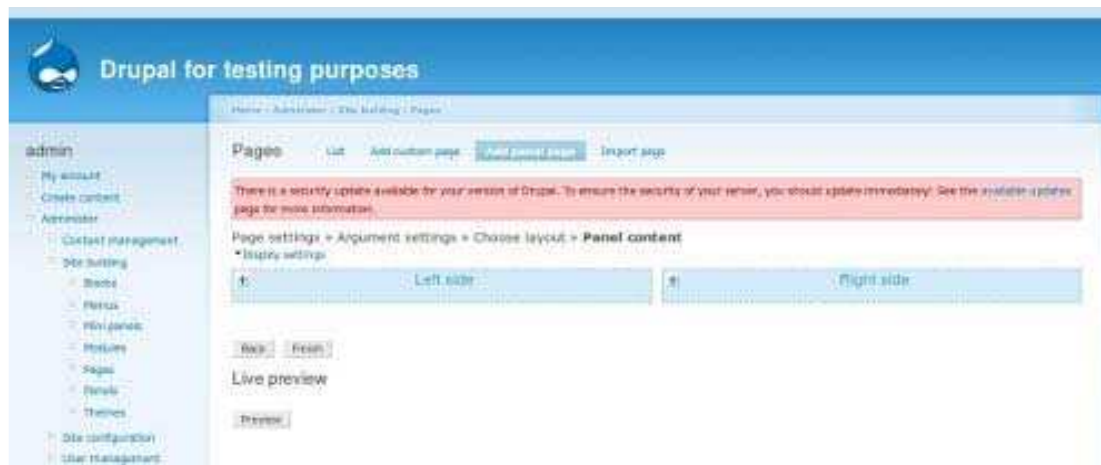 Drupal for testing purposes
Home › Administer › Site building › Pages
admin
My account
Create content
Administer
Content management
Site building
Blocks
Menus
Mini panels
Modules
Pages
Panels
Themes
Site configuration
User management
Pages List Add custom page Add panel page Import page
There is a security update available for your version of Drupal. To ensure the security of your server, you should update immediately! See the available updates
page for more information.
Page settings » Argument settings » Choose layout » Panel content
Display settings
Left side
Right side
Back Finish
Live preview
Preview